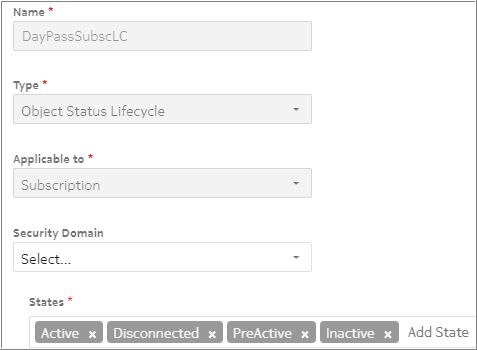 Name *
DayPassSubscLC
Type *
Object Status Lifecycle
Applicable to *
Subscription
Security Domain
Select...
States *
Active × Disconnected × PreActive × Inactive × Add State